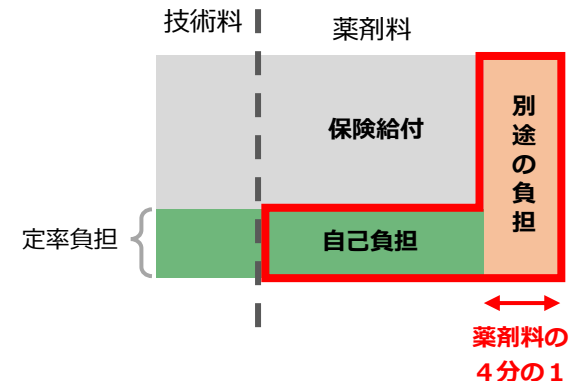 技術料
薬剤料
保険給付
別途の負担
定率負担
自己負担
薬剤料の
４分の１